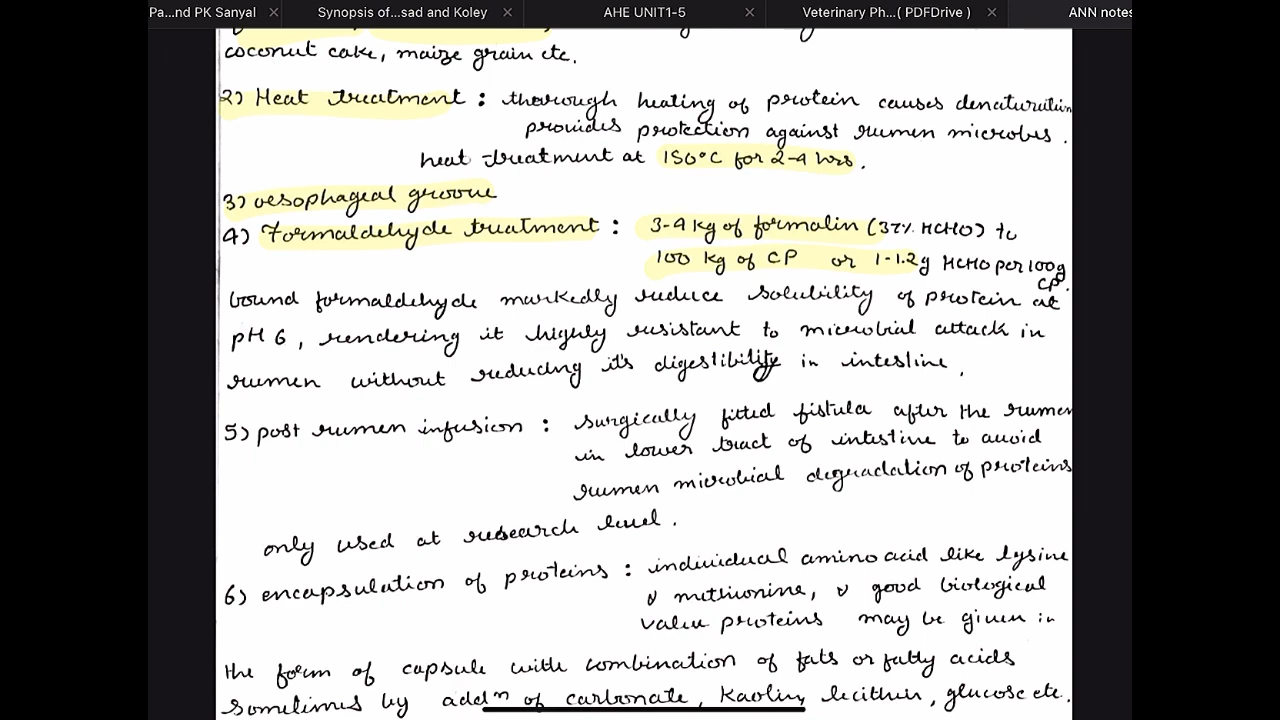 Pa...nd PK Sanyal
Synopsis of...sad and Koley
AHE UNIT1-5
Veterinary Ph...( PDFDrive )
ANN notes
coconut cake, maize grain etc.
2) Heat treatment : thorough heating of protein causes denaturation
provides protection against rumen microbes.
heat treatment at 150°C for 2-4 hrs.
3) oesophageal groove
4) Formaldehyde treatment : 3-4 kg of formalin (37% HCHO) to
100 kg of CP or 1-1.2g HCHO per 100g
CP.
bound formaldehyde markedly reduce solubility of protein at
pH 6, rendering it highly resistant to microbial attack in
rumen without reducing it's digestibility in intestine.
5) post rumen infusion : surgically fitted fistula after the rumen
in lower tract of intestine to avoid
rumen microbial degradation of proteins
only used at research level.
6) encapsulation of proteins : individual amino acid like lysine
& methionine, & good biological
value proteins may be given in
the form of capsule with combination of fats or fatty acids
sometimes by addn of carbonate, Kaolin, lecithin, glucose etc.